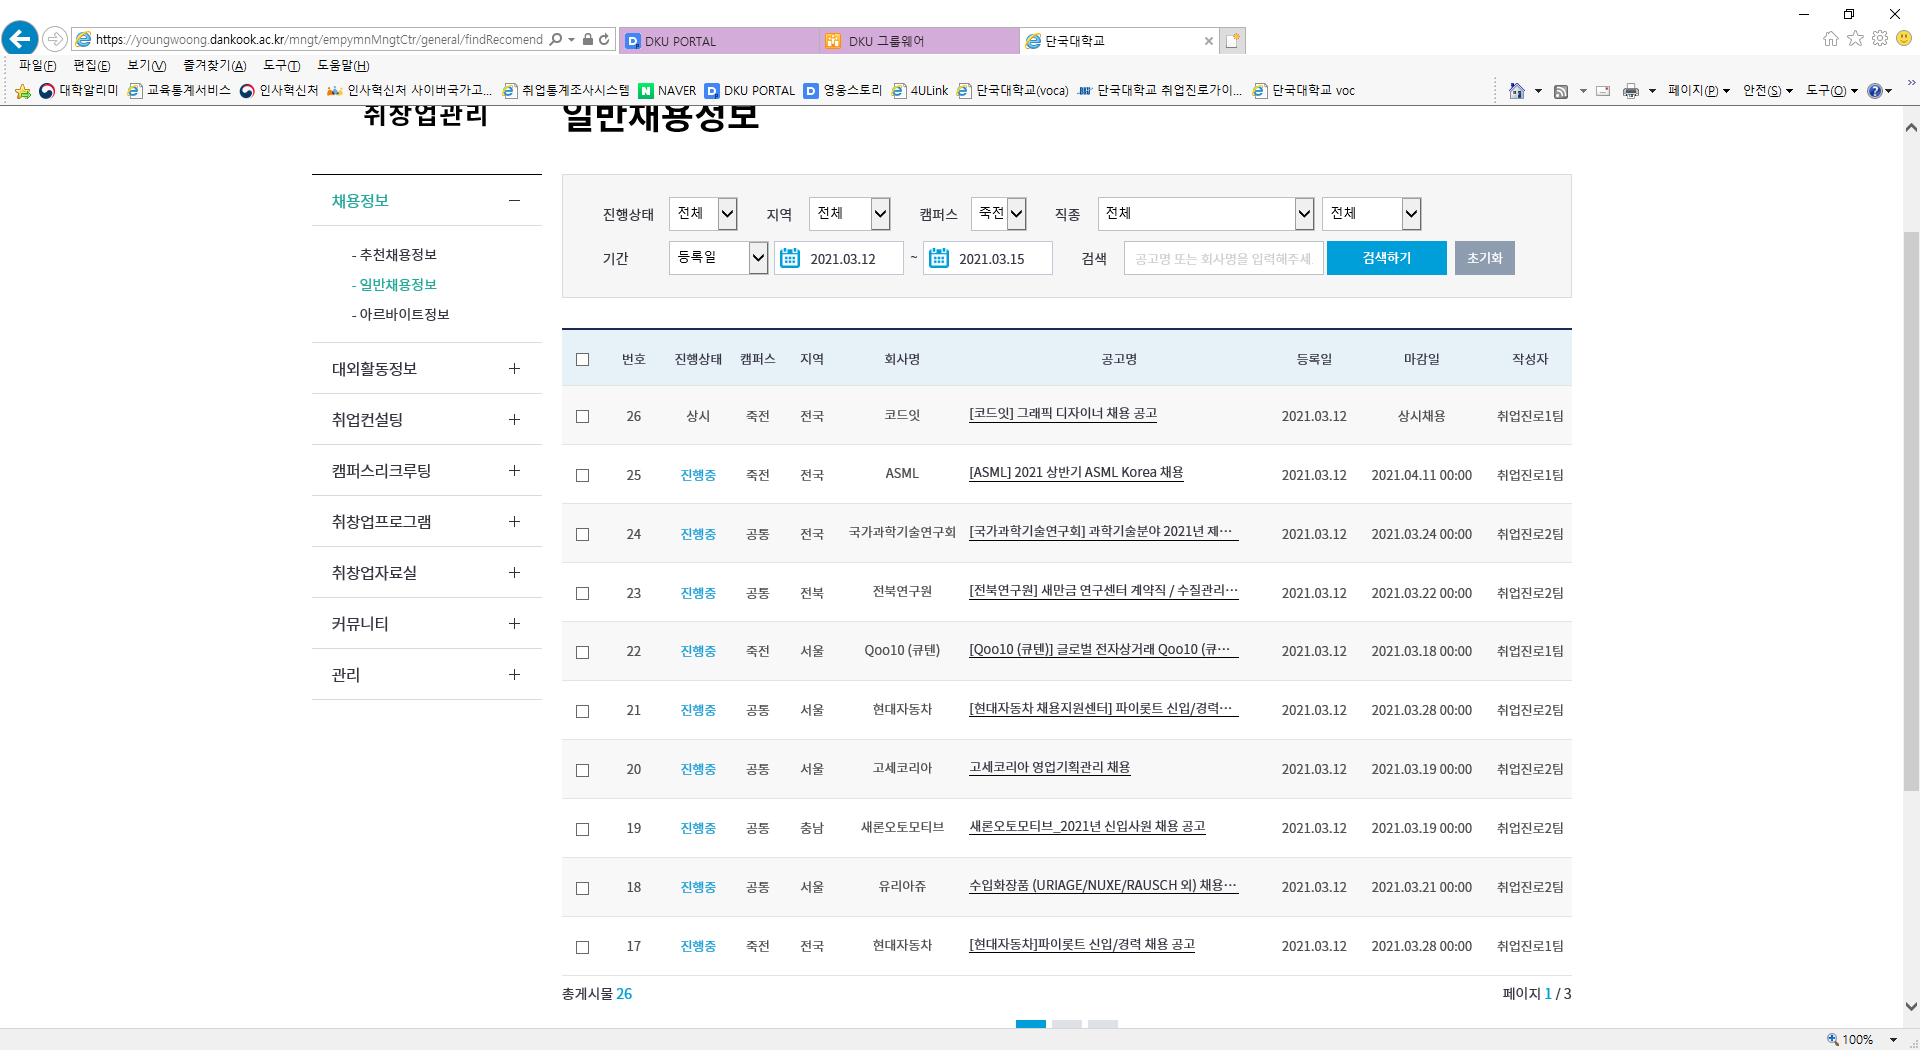 https://youngwoong.dankook.ac.kr/mngt/empymnMngtCtr/general/findRecomend DKU PORTAL DKU 그룹웨어 단국대학교
파일(F) 편집(E) 보기(V) 즐겨찾기(A) 도구(T) 도움말(H)
대학알리미 교육통계서비스 인사혁신처 인사혁신처 사이버국가고... 취업통계조사시스템 NAVER DKU PORTAL 영웅스토리 4ULink 단국대학교(voca) 단국대학교 취업진로가이... 단국대학교 voc 페이지(P) 안전(S) 도구(O)
취창업관리
일반채용정보
채용정보
- 추천채용정보
- 일반채용정보
- 아르바이트정보
대외활동정보
취업컨설팅
캠퍼스리크루팅
취창업프로그램
취창업자료실
커뮤니티
관리
진행상태 전체 지역 전체 캠퍼스 죽전 직종 전체 전체
기간 등록일 2021.03.12 ~ 2021.03.15 검색 공고명 또는 회사명을 입력해주세. 검색하기 초기화
번호 진행상태 캠퍼스 지역 회사명 공고명 등록일 마감일 작성자
26 상시 죽전 전국 코드잇 [코드잇] 그래픽 디자이너 채용 공고 2021.03.12 상시채용 취업진로1팀
25 진행중 죽전 전국 ASML [ASML] 2021 상반기 ASML Korea 채용 2021.03.12 2021.04.11 00:00 취업진로1팀
24 진행중 공통 전국 국가과학기술연구회 [국가과학기술연구회] 과학기술분야 2021년 제… 2021.03.12 2021.03.24 00:00 취업진로2팀
23 진행중 공통 전북 전북연구원 [전북연구원] 새만금 연구센터 계약직 / 수질관리… 2021.03.12 2021.03.22 00:00 취업진로2팀
22 진행중 죽전 서울 Qoo10 (큐텐) [Qoo10 (큐텐)] 글로벌 전자상거래 Qoo10 (큐… 2021.03.12 2021.03.18 00:00 취업진로1팀
21 진행중 공통 서울 현대자동차 [현대자동차 채용지원센터] 파이롯트 신입/경력… 2021.03.12 2021.03.28 00:00 취업진로2팀
20 진행중 공통 서울 고세코리아 고세코리아 영업기획관리 채용 2021.03.12 2021.03.19 00:00 취업진로2팀
19 진행중 공통 충남 새론오토모티브 새론오토모티브_2021년 신입사원 채용 공고 2021.03.12 2021.03.19 00:00 취업진로2팀
18 진행중 공통 서울 유리아쥬 수입화장품 (URIAGE/NUXE/RAUSCH 외) 채용… 2021.03.12 2021.03.21 00:00 취업진로2팀
17 진행중 죽전 전국 현대자동차 [현대자동차]파이롯트 신입/경력 채용 공고 2021.03.12 2021.03.28 00:00 취업진로1팀
총게시물 26 페이지 1 / 3
100%